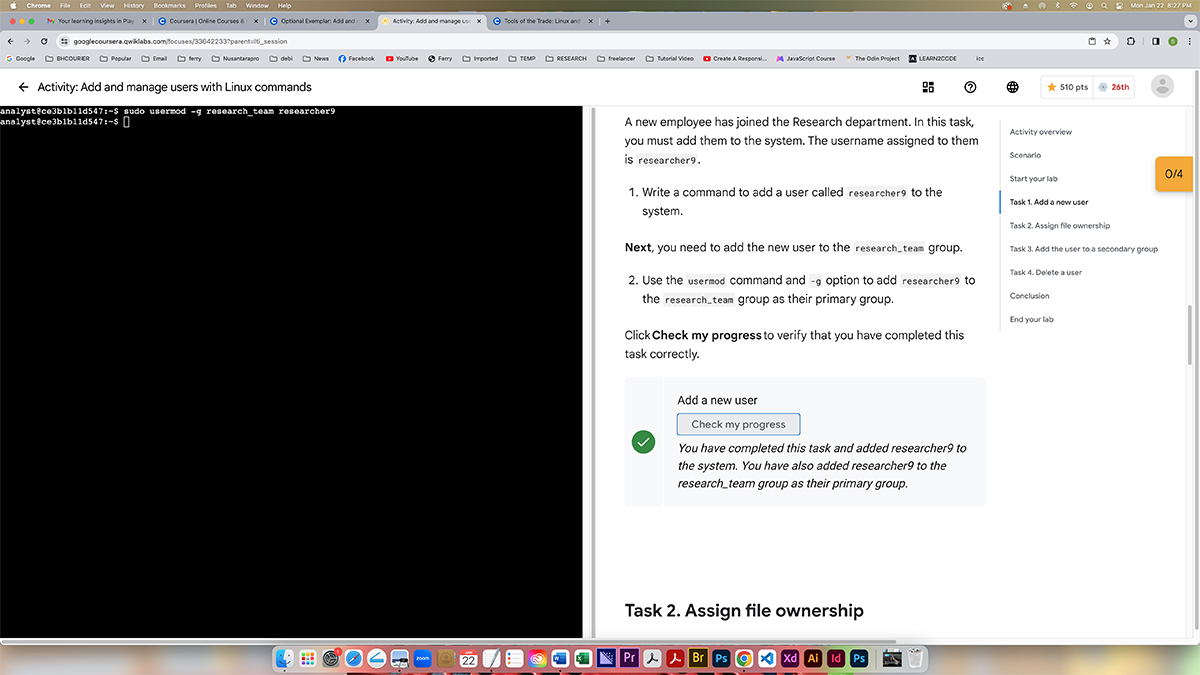 Chrome File Edit View History Bookmarks Profiles Tab Window Help Mon Jan 22 8:27 PM
Your learning insights in Play Coursera | Online Courses & Optional Exemplar: Add and Activity: Add and manage use Tools of the Trade: Linux and
googlecoursera.qwiklabs.com/focuses/33642233?parent=lti_session
Google BHCOURIER Popular Email ferry Nusantarapro debi News Facebook YouTube Ferry Imported TEMP RESEARCH freelancer Tutorial Video Create A Responsi... JavaScript Course The Odin Project LEARN2CODE icc
Activity: Add and manage users with Linux commands
510 pts 26th
analyst@ce3b1b11d547:~$ sudo usermod -g research_team researcher9
analyst@ce3b1b11d547:~$
A new employee has joined the Research department. In this task,
you must add them to the system. The username assigned to them
is researcher9.
1. Write a command to add a user called researcher9 to the
system.
Next, you need to add the new user to the research_team group.
2. Use the usermod command and -g option to add researcher9 to
the research_team group as their primary group.
Click Check my progress to verify that you have completed this
task correctly.
Add a new user
Check my progress
You have completed this task and added researcher9 to
the system. You have also added researcher9 to the
research_team group as their primary group.
Task 2. Assign file ownership
Activity overview
Scenario
Start your lab
Task 1. Add a new user
Task 2. Assign file ownership
Task 3. Add the user to a secondary group
Task 4. Delete a user
Conclusion
End your lab
0/4
zoom
22
Pr
Br
Ps
Xd
Ai
Id
Ps